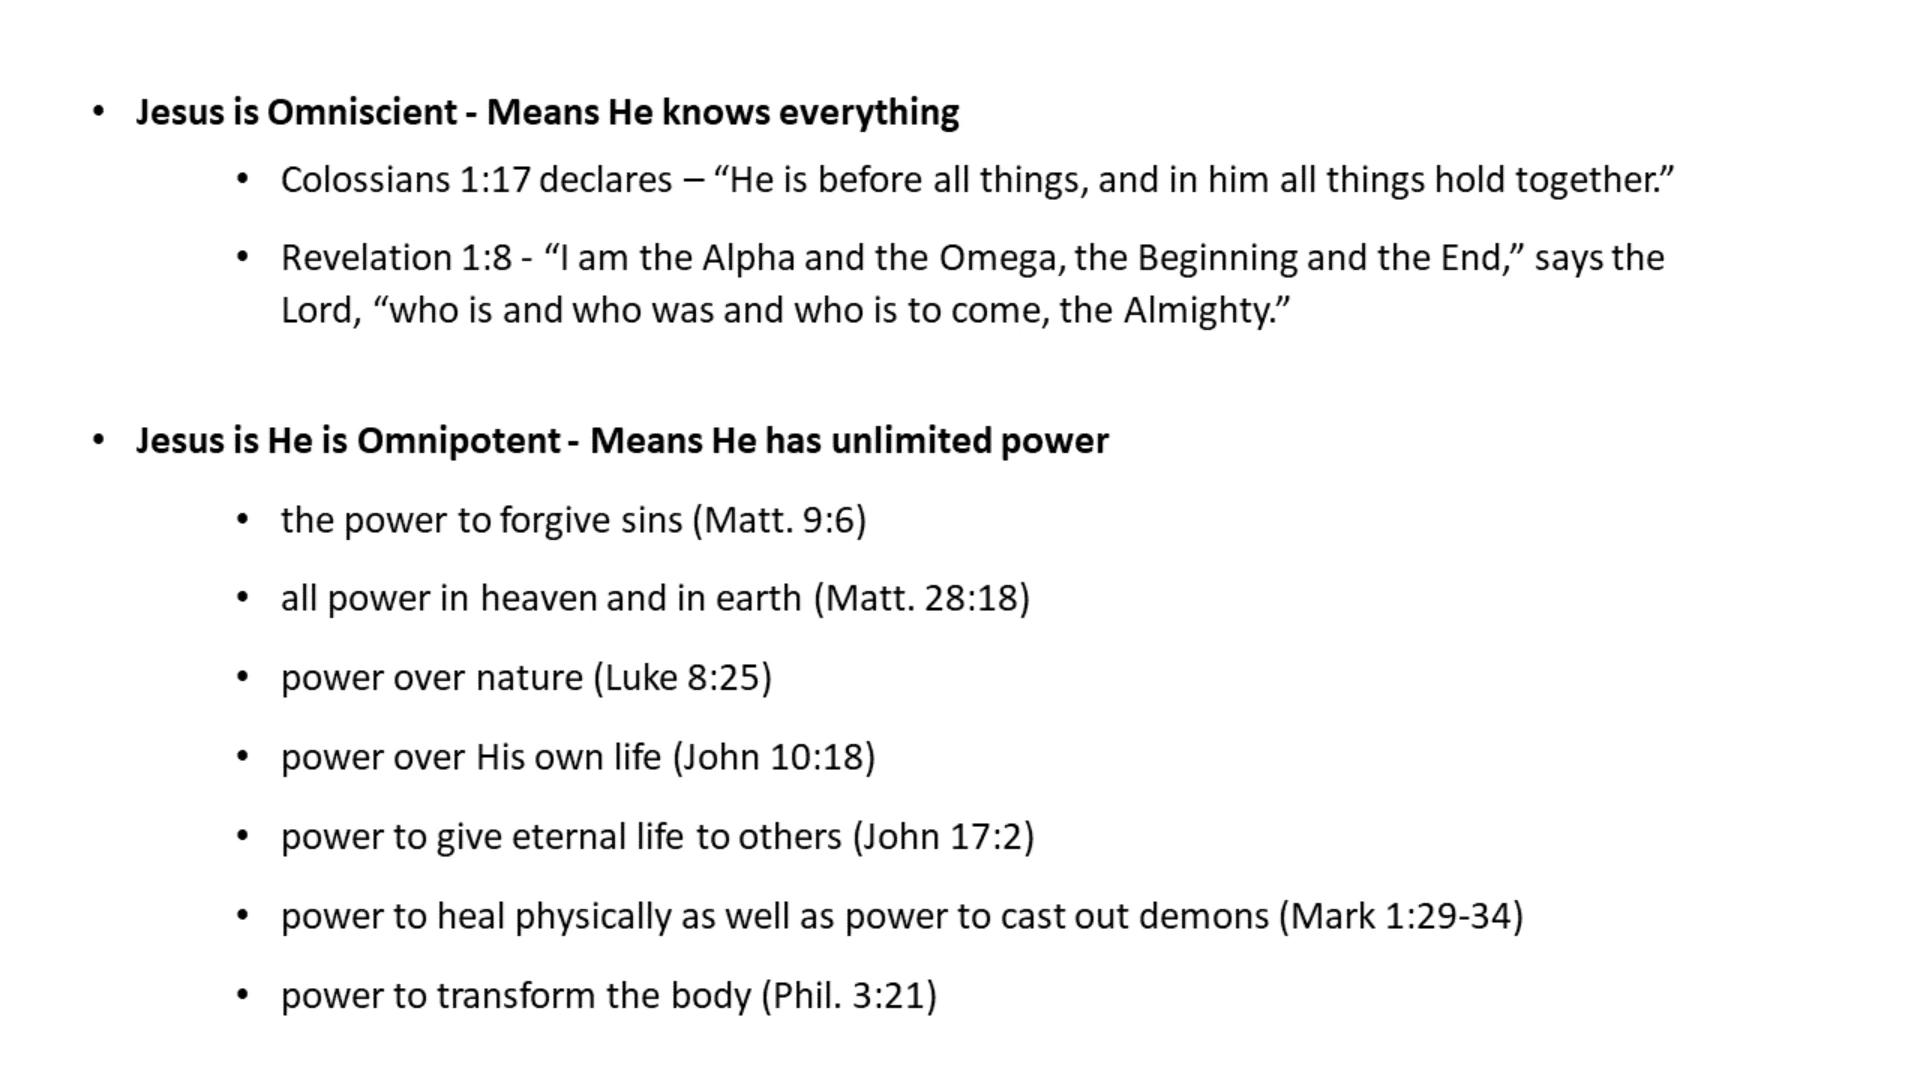 • Jesus is Omniscient - Means He knows everything
• Colossians 1:17 declares – “He is before all things, and in him all things hold together.”
• Revelation 1:8 - “I am the Alpha and the Omega, the Beginning and the End,” says the
Lord, “who is and who was and who is to come, the Almighty.”
• Jesus is He is Omnipotent - Means He has unlimited power
• the power to forgive sins (Matt. 9:6)
• all power in heaven and in earth (Matt. 28:18)
• power over nature (Luke 8:25)
• power over His own life (John 10:18)
• power to give eternal life to others (John 17:2)
• power to heal physically as well as power to cast out demons (Mark 1:29-34)
• power to transform the body (Phil. 3:21)